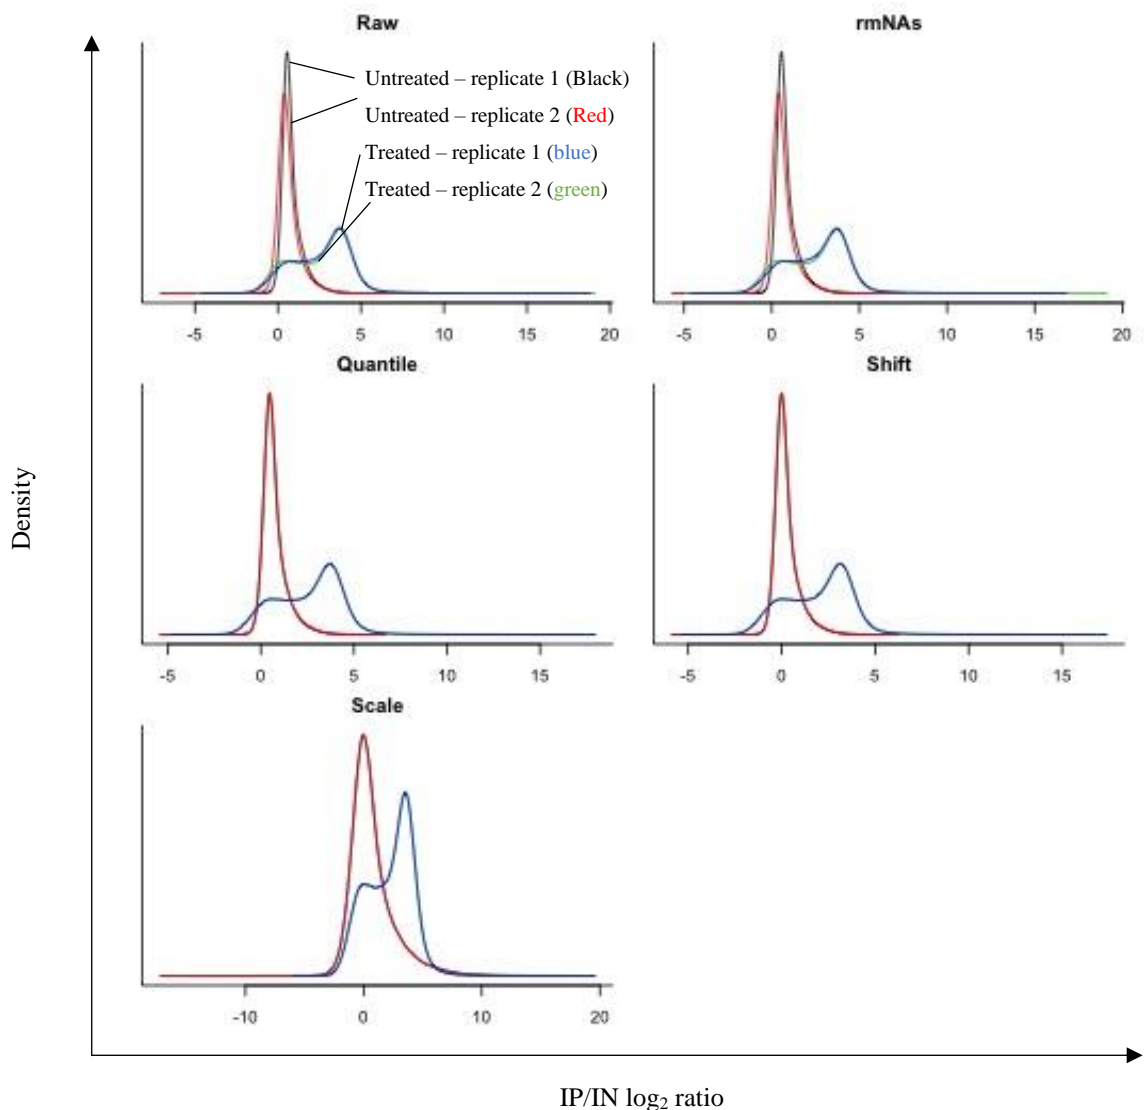 Raw
rmNAs
Untreated – replicate 1 (Black)
Untreated – replicate 2 (Red)
Treated – replicate 1 (blue)
Treated – replicate 2 (green)
-5 0 5 10 15 20
-5 0 5 10 15 20
Quantile
Shift
-5 0 5 10 15
-5 0 5 10 15
Scale
-10 0 10 20
Density
IP/IN log₂ ratio